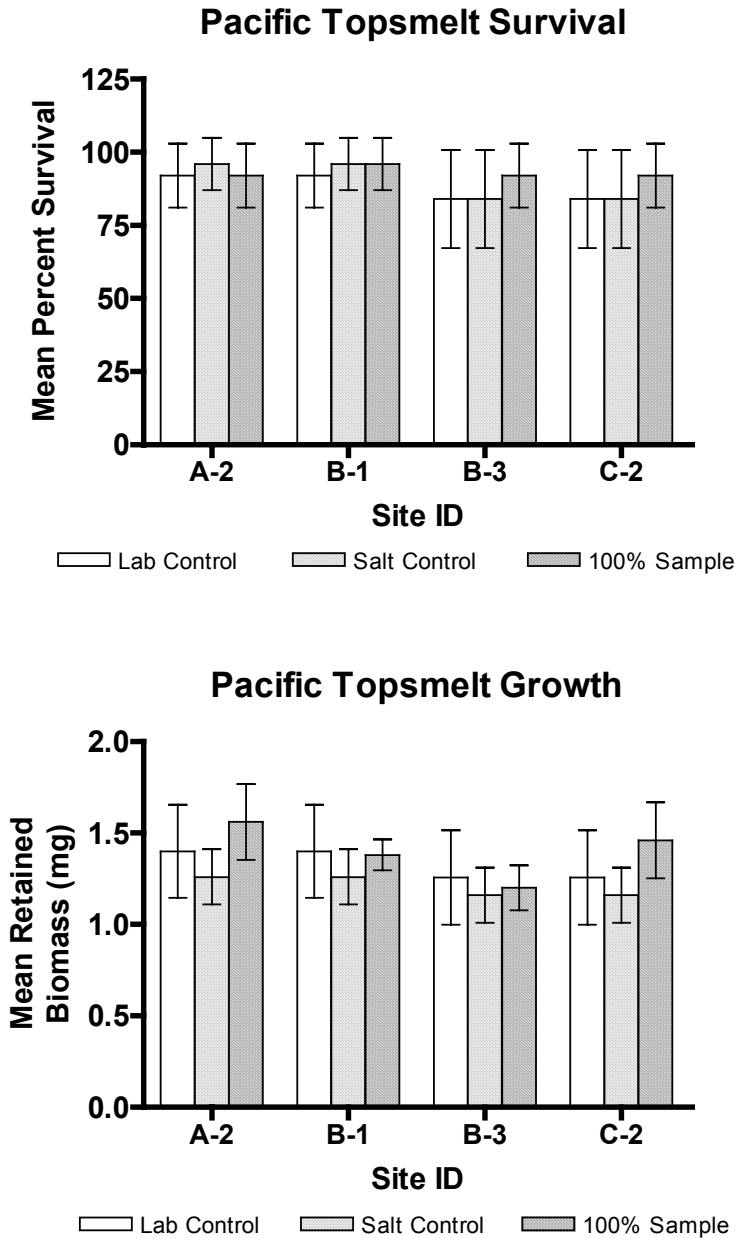 Pacific Topsmelt Survival
125
100
75
50
25
0
Mean Percent Survival
A-2 B-1 B-3 C-2
Site ID
Lab Control Salt Control 100% Sample
Pacific Topsmelt Growth
2.0
1.5
1.0
0.5
0.0
Mean Retained
Biomass (mg)
A-2 B-1 B-3 C-2
Site ID
Lab Control Salt Control 100% Sample